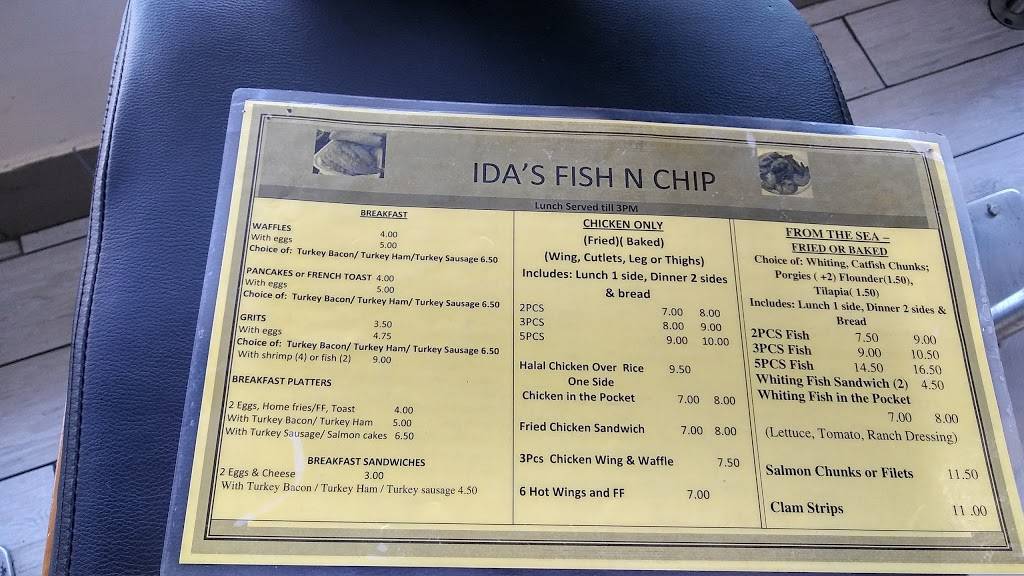 IDA'S FISH N CHIP
Lunch Served till 3PM
BREAKFAST
WAFFLES 4.00
With eggs 5.00
Choice of: Turkey Bacon/ Turkey Ham/Turkey Sausage 6.50
PANCAKES or FRENCH TOAST 4.00
With eggs 5.00
Choice of: Turkey Bacon/ Turkey Ham/ Turkey Sausage 6.50
GRITS 3.50
With eggs 4.75
Choice of: Turkey Bacon/ Turkey Ham/ Turkey Sausage 6.50
With shrimp (4) or fish (2) 9.00
BREAKFAST PLATTERS
2 Eggs, Home fries/FF, Toast 4.00
With Turkey Bacon/ Turkey Ham 5.00
With Turkey Sausage/ Salmon cakes 6.50
BREAKFAST SANDWICHES
2 Eggs & Cheese 3.00
With Turkey Bacon / Turkey Ham / Turkey sausage 4.50
CHICKEN ONLY
(Fried)( Baked)
(Wing, Cutlets, Leg or Thighs)
Includes: Lunch 1 side, Dinner 2 sides
& bread
2PCS 7.00 8.00
3PCS 8.00 9.00
5PCS 9.00 10.00
Halal Chicken Over Rice 9.50
One Side
Chicken in the Pocket 7.00 8.00
Fried Chicken Sandwich 7.00 8.00
3Pcs Chicken Wing & Waffle 7.50
6 Hot Wings and FF 7.00
FROM THE SEA –
FRIED OR BAKED
Choice of: Whiting, Catfish Chunks;
Porgies ( +2) Flounder(1.50),
Tilapia( 1.50)
Includes: Lunch 1 side, Dinner 2 sides &
Bread
2PCS Fish 7.50 9.00
3PCS Fish 9.00 10.50
5PCS Fish 14.50 16.50
Whiting Fish Sandwich (2) 4.50
Whiting Fish in the Pocket
7.00 8.00
(Lettuce, Tomato, Ranch Dressing)
Salmon Chunks or Filets 11.50
Clam Strips 11 .00